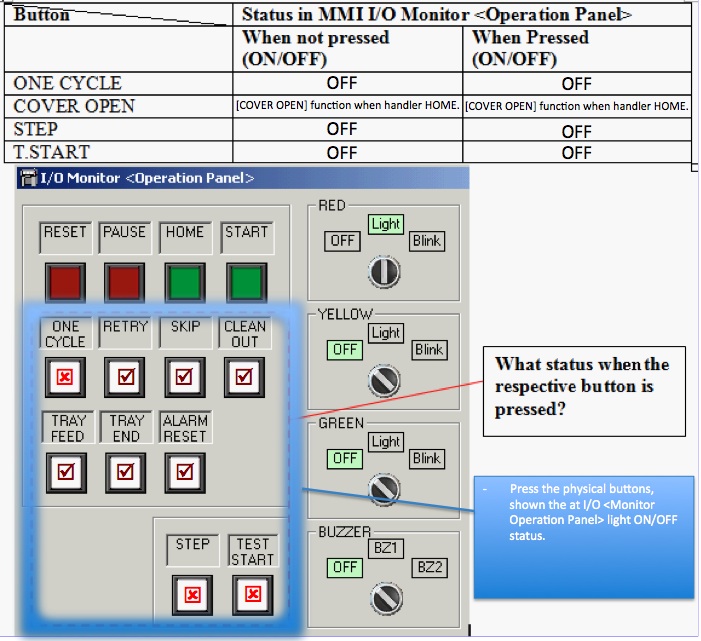 Button Status in MMI I/O Monitor <Operation Panel>
When not pressed When Pressed
(ON/OFF) (ON/OFF)
ONE CYCLE OFF OFF
COVER OPEN [COVER OPEN] function when handler HOME. [COVER OPEN] function when handler HOME.
STEP OFF OFF
T.START OFF OFF
I/O Monitor <Operation Panel>
RESET PAUSE HOME START
ONE RETRY SKIP CLEAN
CYCLE OUT
TRAY TRAY ALARM
FEED END RESET
STEP TEST
START
RED
Light
OFF Blink
YELLOW
Light
OFF Blink
GREEN
Light
OFF Blink
BUZZER
BZ1
OFF BZ2
What status when the
respective button is
pressed?
- Press the physical buttons,
shown the at I/O <Monitor
Operation Panel> light ON/OFF
status.